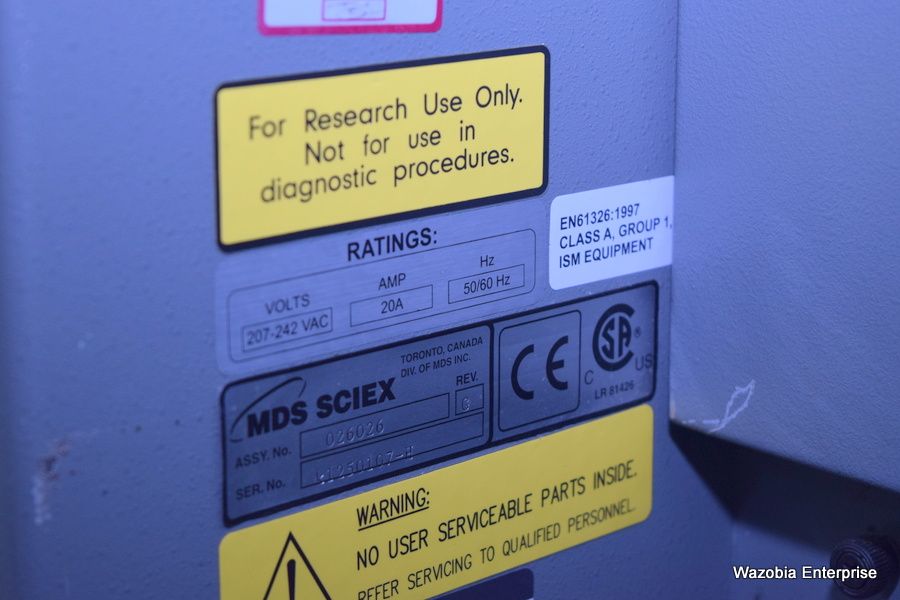 For Research Use Only.
Not for use in
diagnostic procedures.
EN61326:1997
CLASS A, GROUP 1,
ISM EQUIPMENT
RATINGS:
VOLTS
207-242 VAC
AMP
20A
Hz
50/60 Hz
MDS SCIEX
TORONTO, CANADA
DIV. OF MDS INC.
REV.
G
ASSY. No.
026026
SER. No.
CE
CSA
®
C US
LR 81426
WARNING:
NO USER SERVICEABLE PARTS INSIDE.
REFER SERVICING TO QUALIFIED PERSONNEL.
Wazobia Enterprise